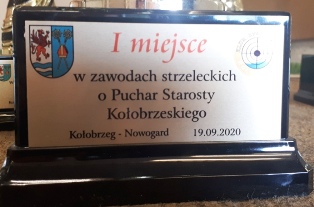 I miejsce
w zawodach strzeleckich
o Puchar Starosty
Kołobrzeskiego
Kołobrzeg - Nowogard 19.09.2020